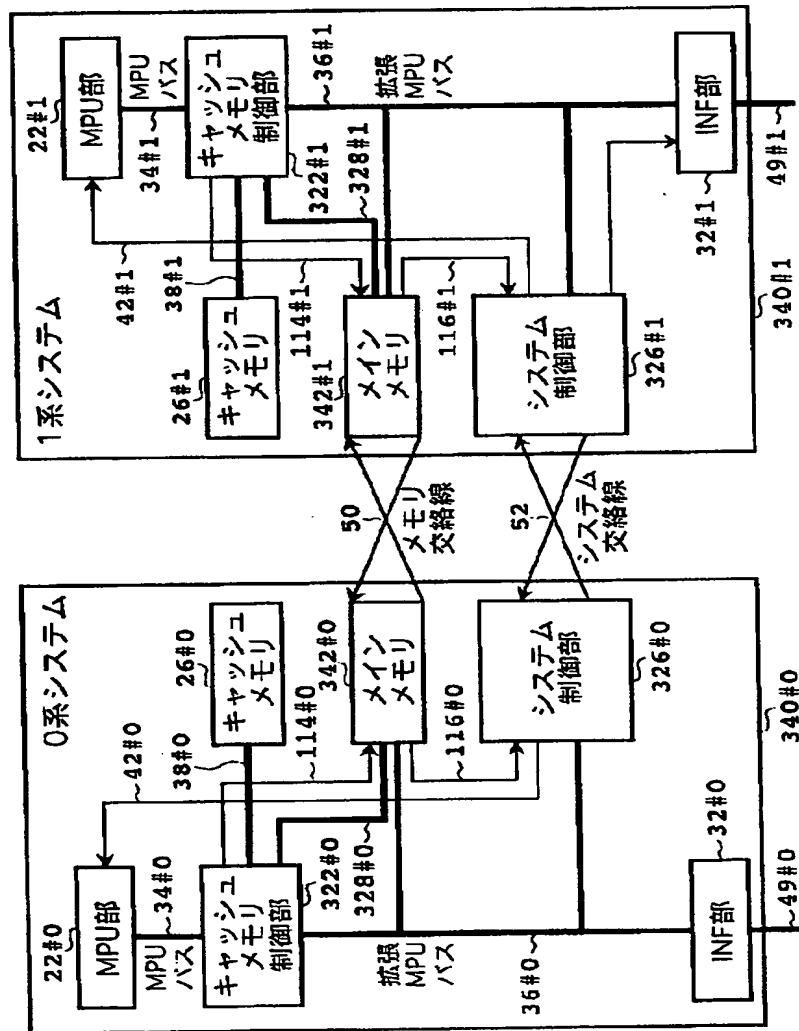 0系システム
22#0
MPU部
MPU
バス
34#0
42#0
キャッシュ
メモリ
制御部
322#0
38#0
26#0
キャッシュ
メモリ
114#0
328#0
342#0
メイン
メモリ
116#0
拡張
MPU
バス
36#0
システム
制御部
326#0
INF部
32#0
49#0
340#0
50
メモリ
交絡線
52
システム
交絡線
1系システム
22#1
MPU部
MPU
バス
34#1
42#1
キャッシュ
メモリ
制御部
322#1
38#1
26#1
キャッシュ
メモリ
114#1
328#1
342#1
メイン
メモリ
116#1
拡張
MPU
バス
36#1
システム
制御部
326#1
INF部
32#1
49#1
340#1